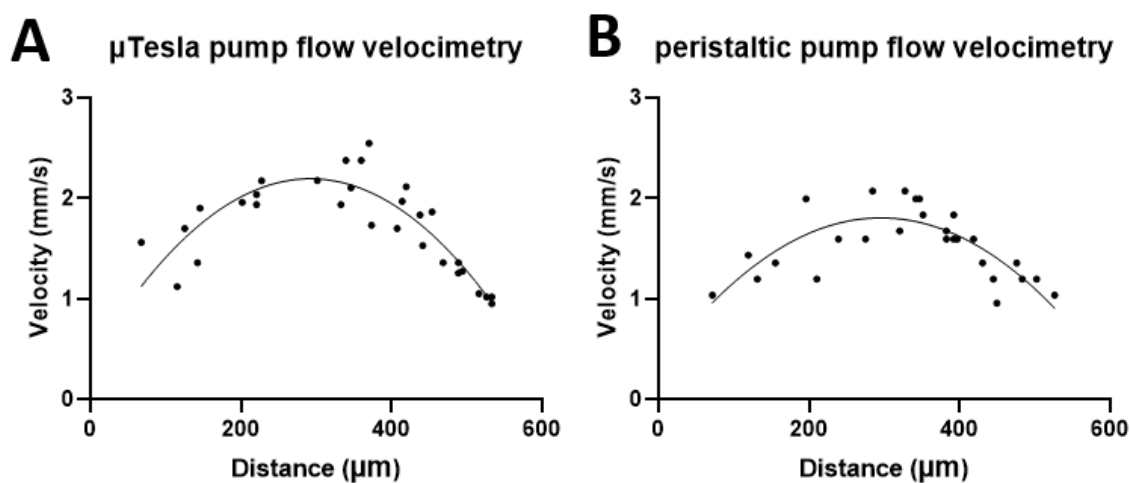 A
µTesla pump flow velocimetry
3
2
1
0
Velocity (mm/s)
0
200
400
600
Distance (µm)
B
peristaltic pump flow velocimetry
3
2
1
0
Velocity (mm/s)
0
200
400
600
Distance (µm)